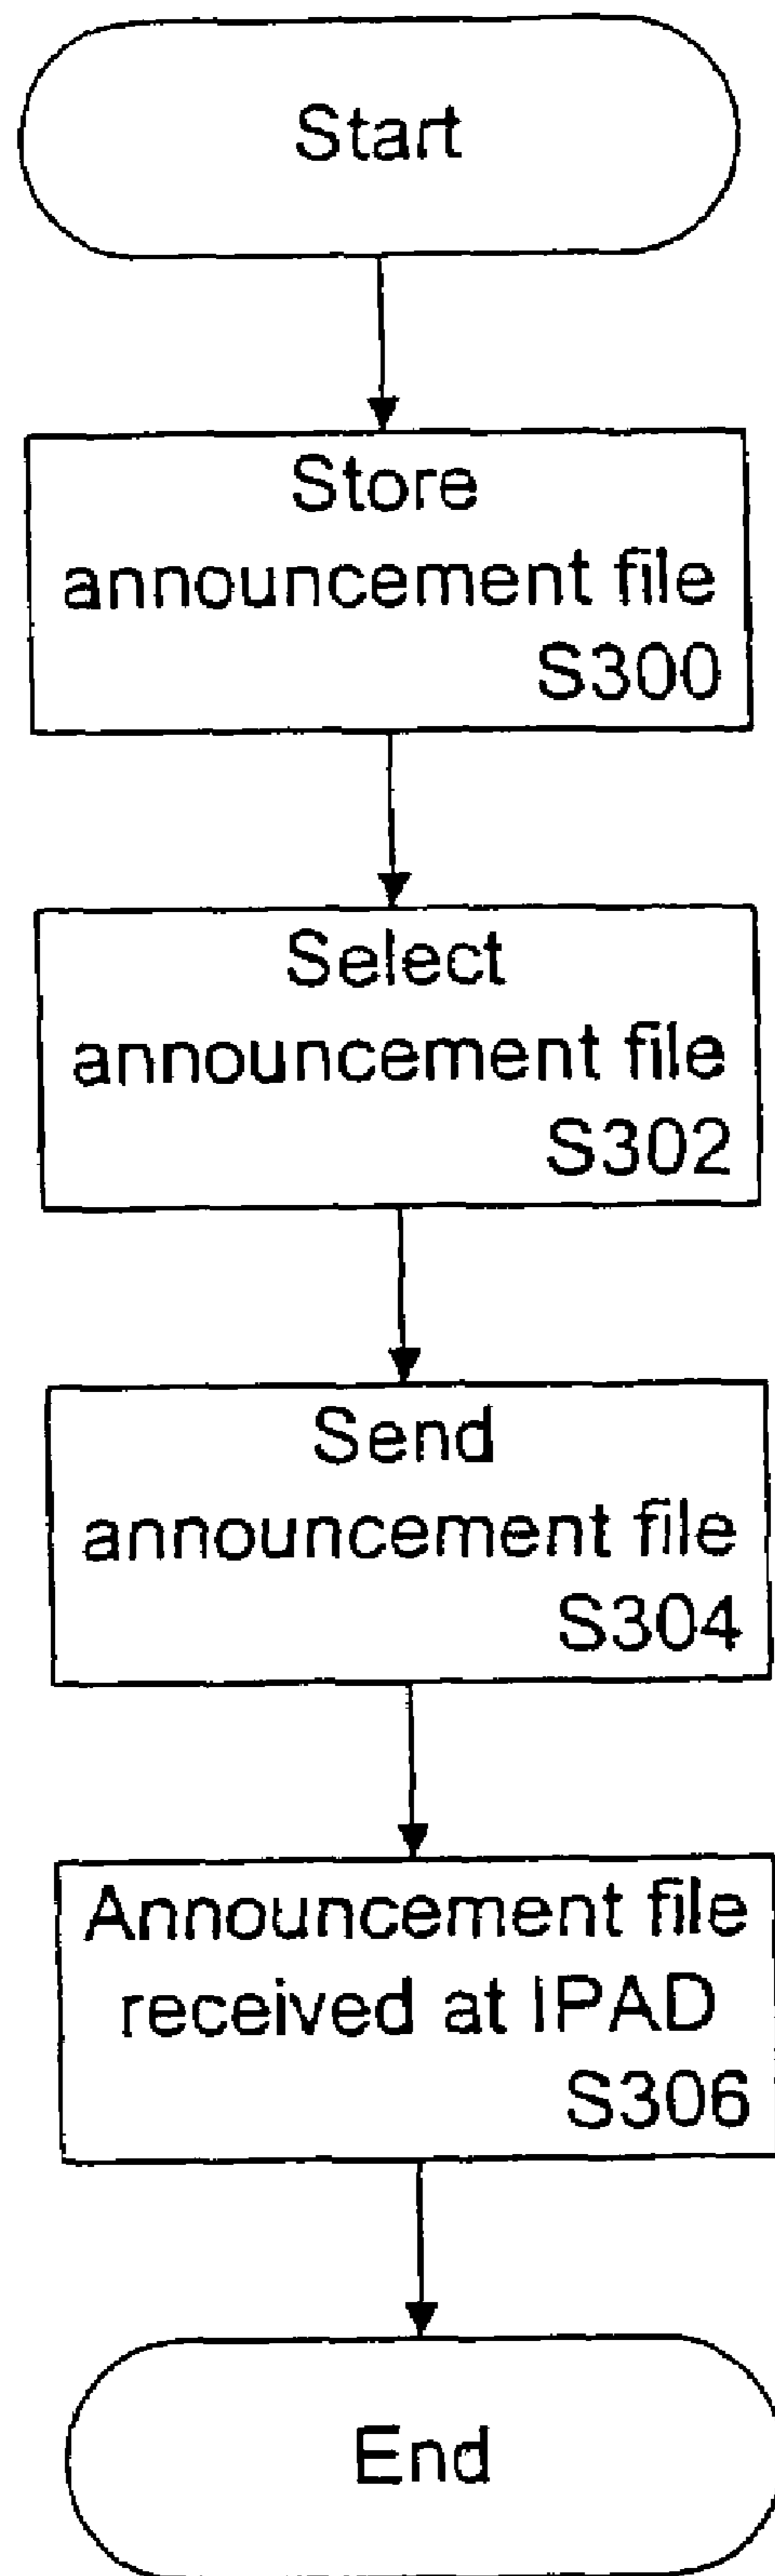 Start
Store
announcement file
S300
Select
announcement file
S302
Send
announcement file
S304
Announcement file
received at IPAD
S306
End